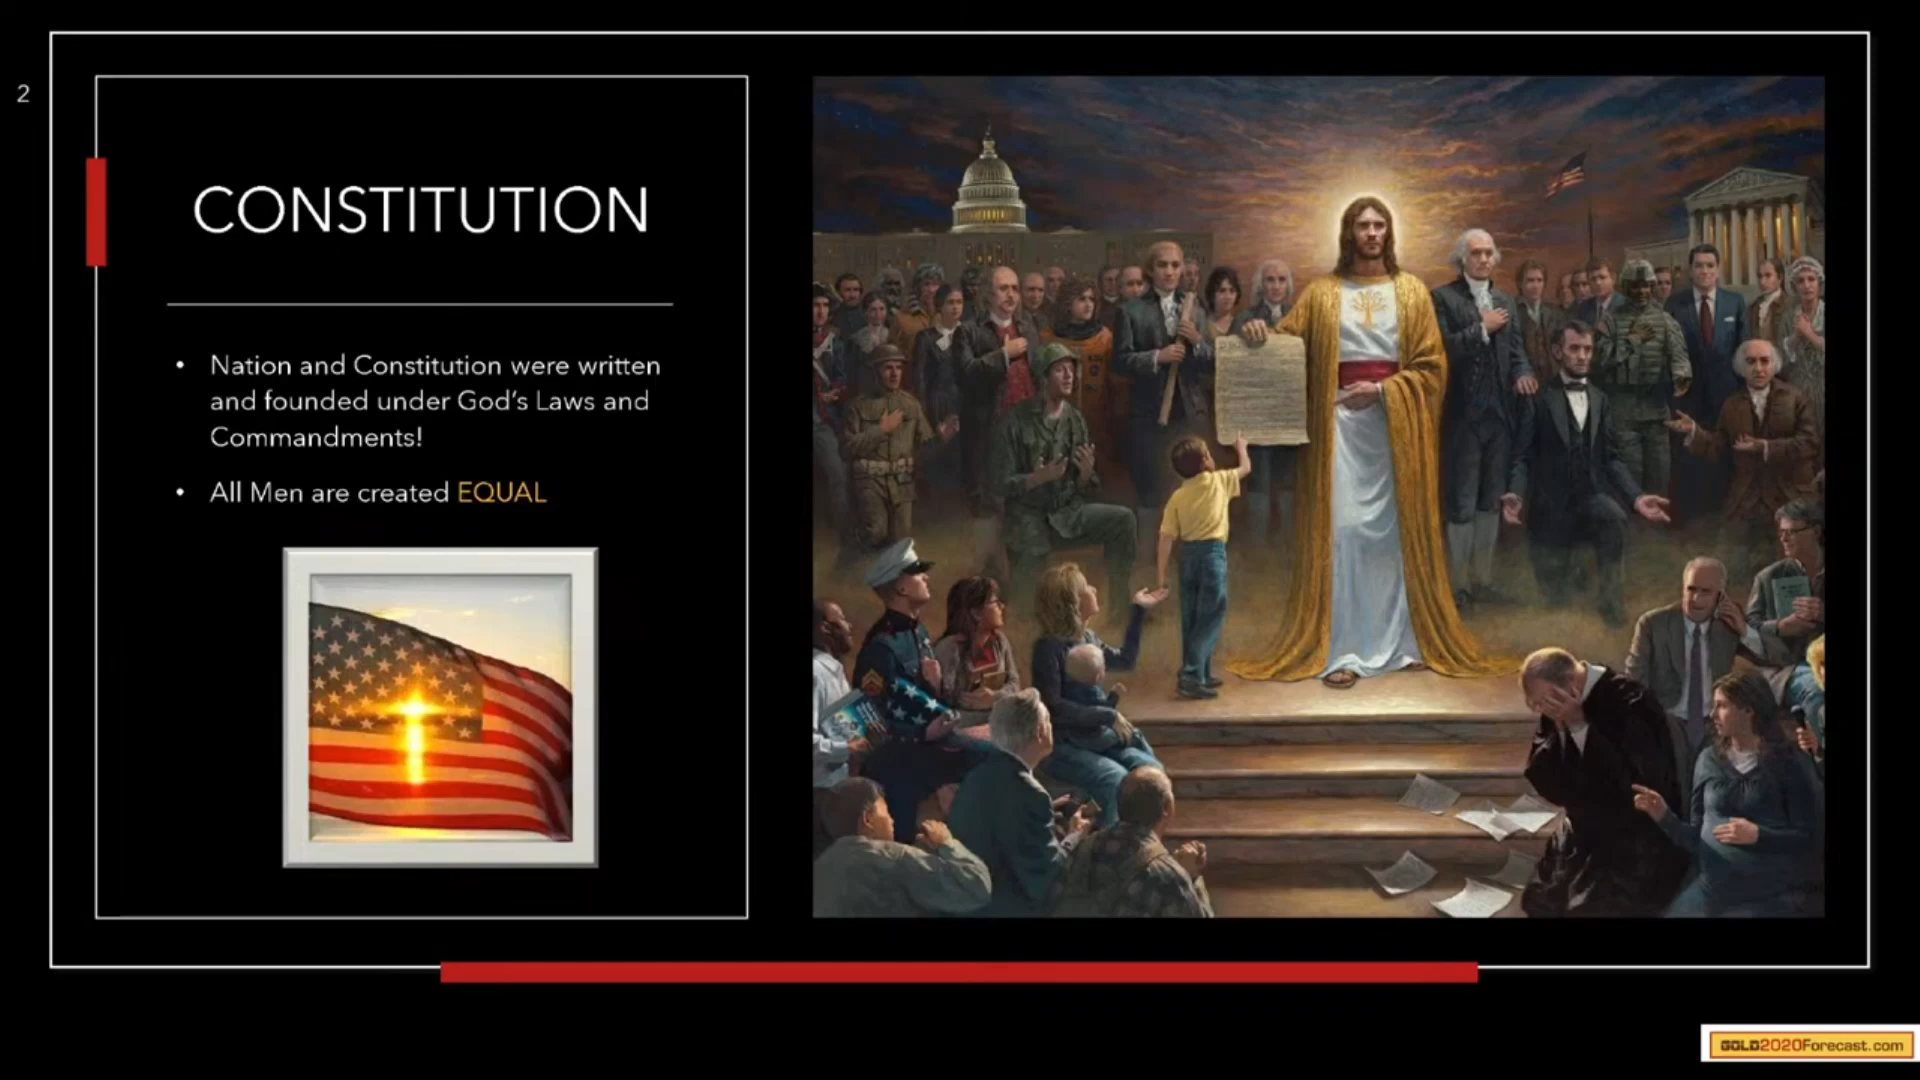 2
CONSTITUTION
• Nation and Constitution were written
and founded under God's Laws and
Commandments!
• All Men are created EQUAL
GOLD2020Forecast.com